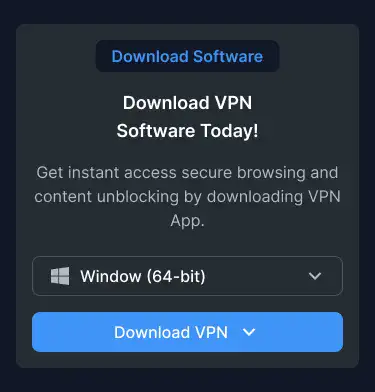 Download Software
Download VPN
Software Today!
Get instant access secure browsing and
content unblocking by downloading VPN
App.
Window (64-bit)
Download VPN